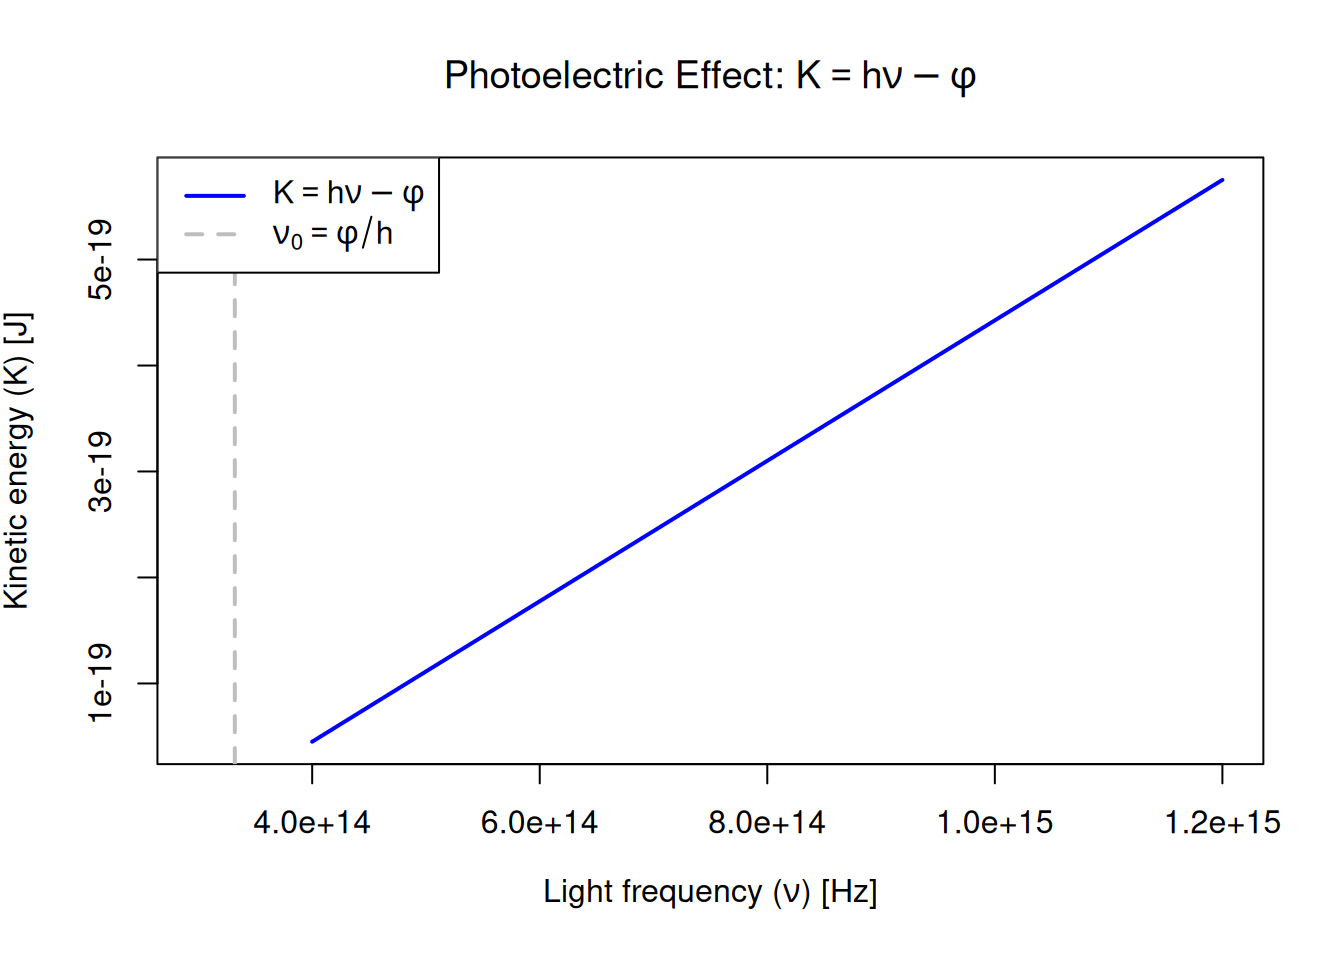 Photoelectric Effect: K = hν − φ
K = hν − φ
ν₀ = φ/h
Kinetic energy (K) [J]
5e-19
3e-19
1e-19
4.0e+14 6.0e+14 8.0e+14 1.0e+15 1.2e+15
Light frequency (ν) [Hz]